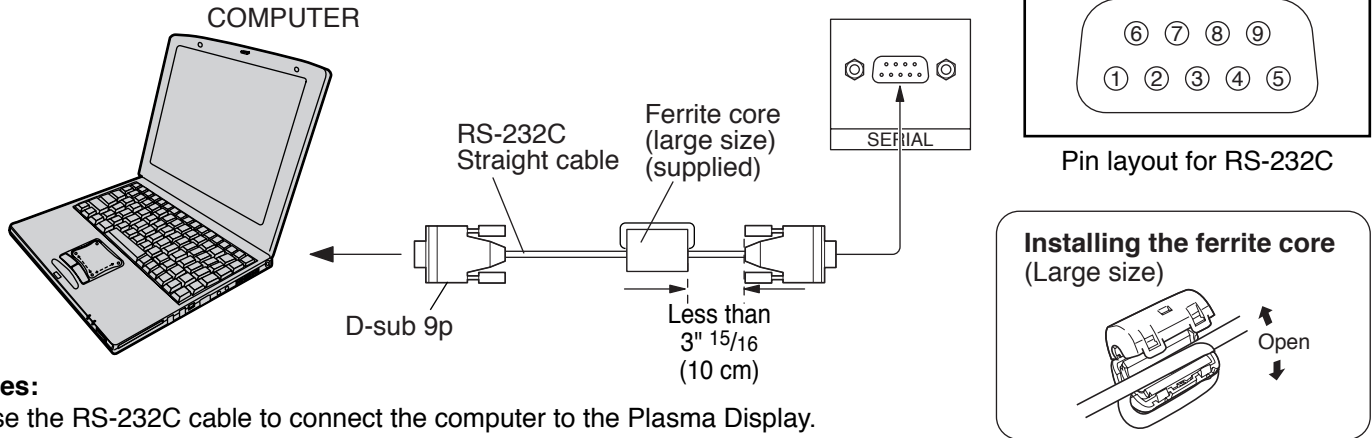 COMPUTER
RS-232C
Straight cable
Ferrite core
(large size)
(supplied)
SERIAL
D-sub 9p
Less than
3" 15/16
(10 cm)
⑥ ⑦ ⑧ ⑨
① ② ③ ④ ⑤
Pin layout for RS-232C
Installing the ferrite core
(Large size)
Open
es:
se the RS-232C cable to connect the computer to the Plasma Display.